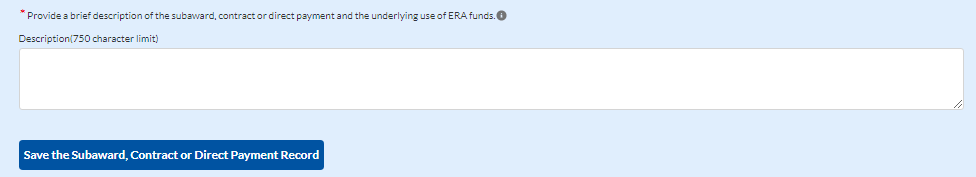 * Provide a brief description of the subaward, contract or direct payment and the underlying use of ERA funds.
Description(750 character limit)
Save the Subaward, Contract or Direct Payment Record